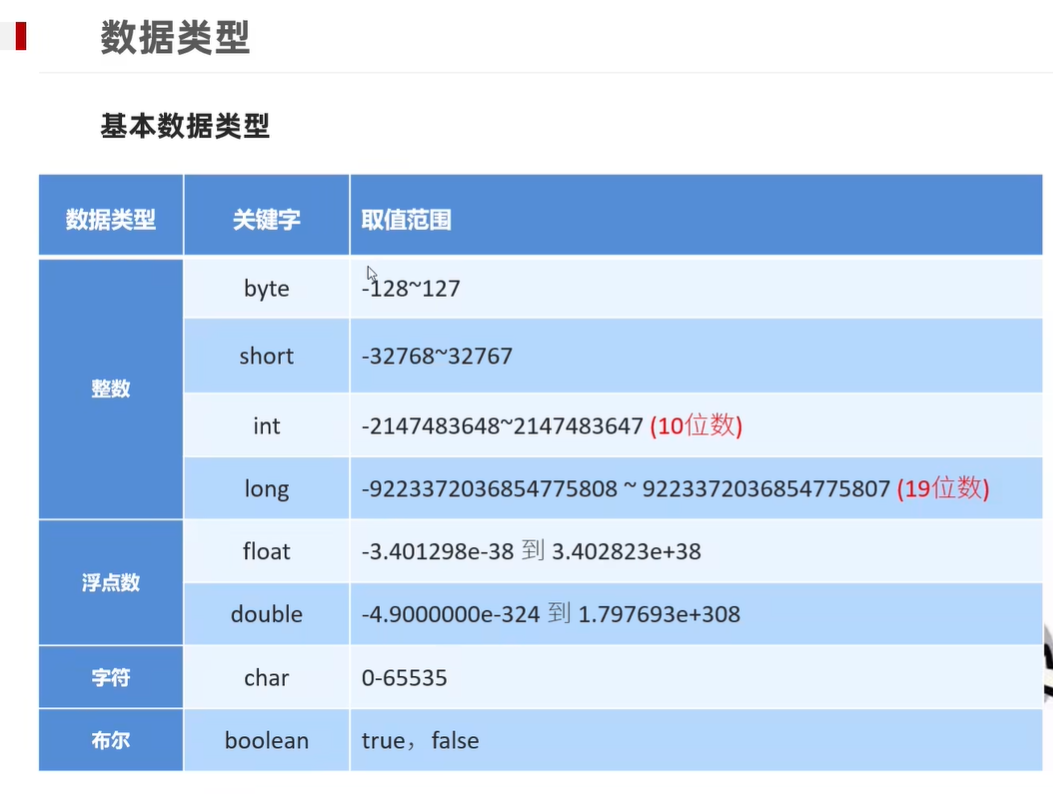 数据类型
基本数据类型
数据类型 关键字 取值范围
整数 byte -128~127
short -32768~32767
int -2147483648~2147483647 (10位数)
long -9223372036854775808 ~ 9223372036854775807 (19位数)
浮点数 float -3.401298e-38 到 3.402823e+38
double -4.9000000e-324 到 1.797693e+308
字符 char 0-65535
布尔 boolean true，false